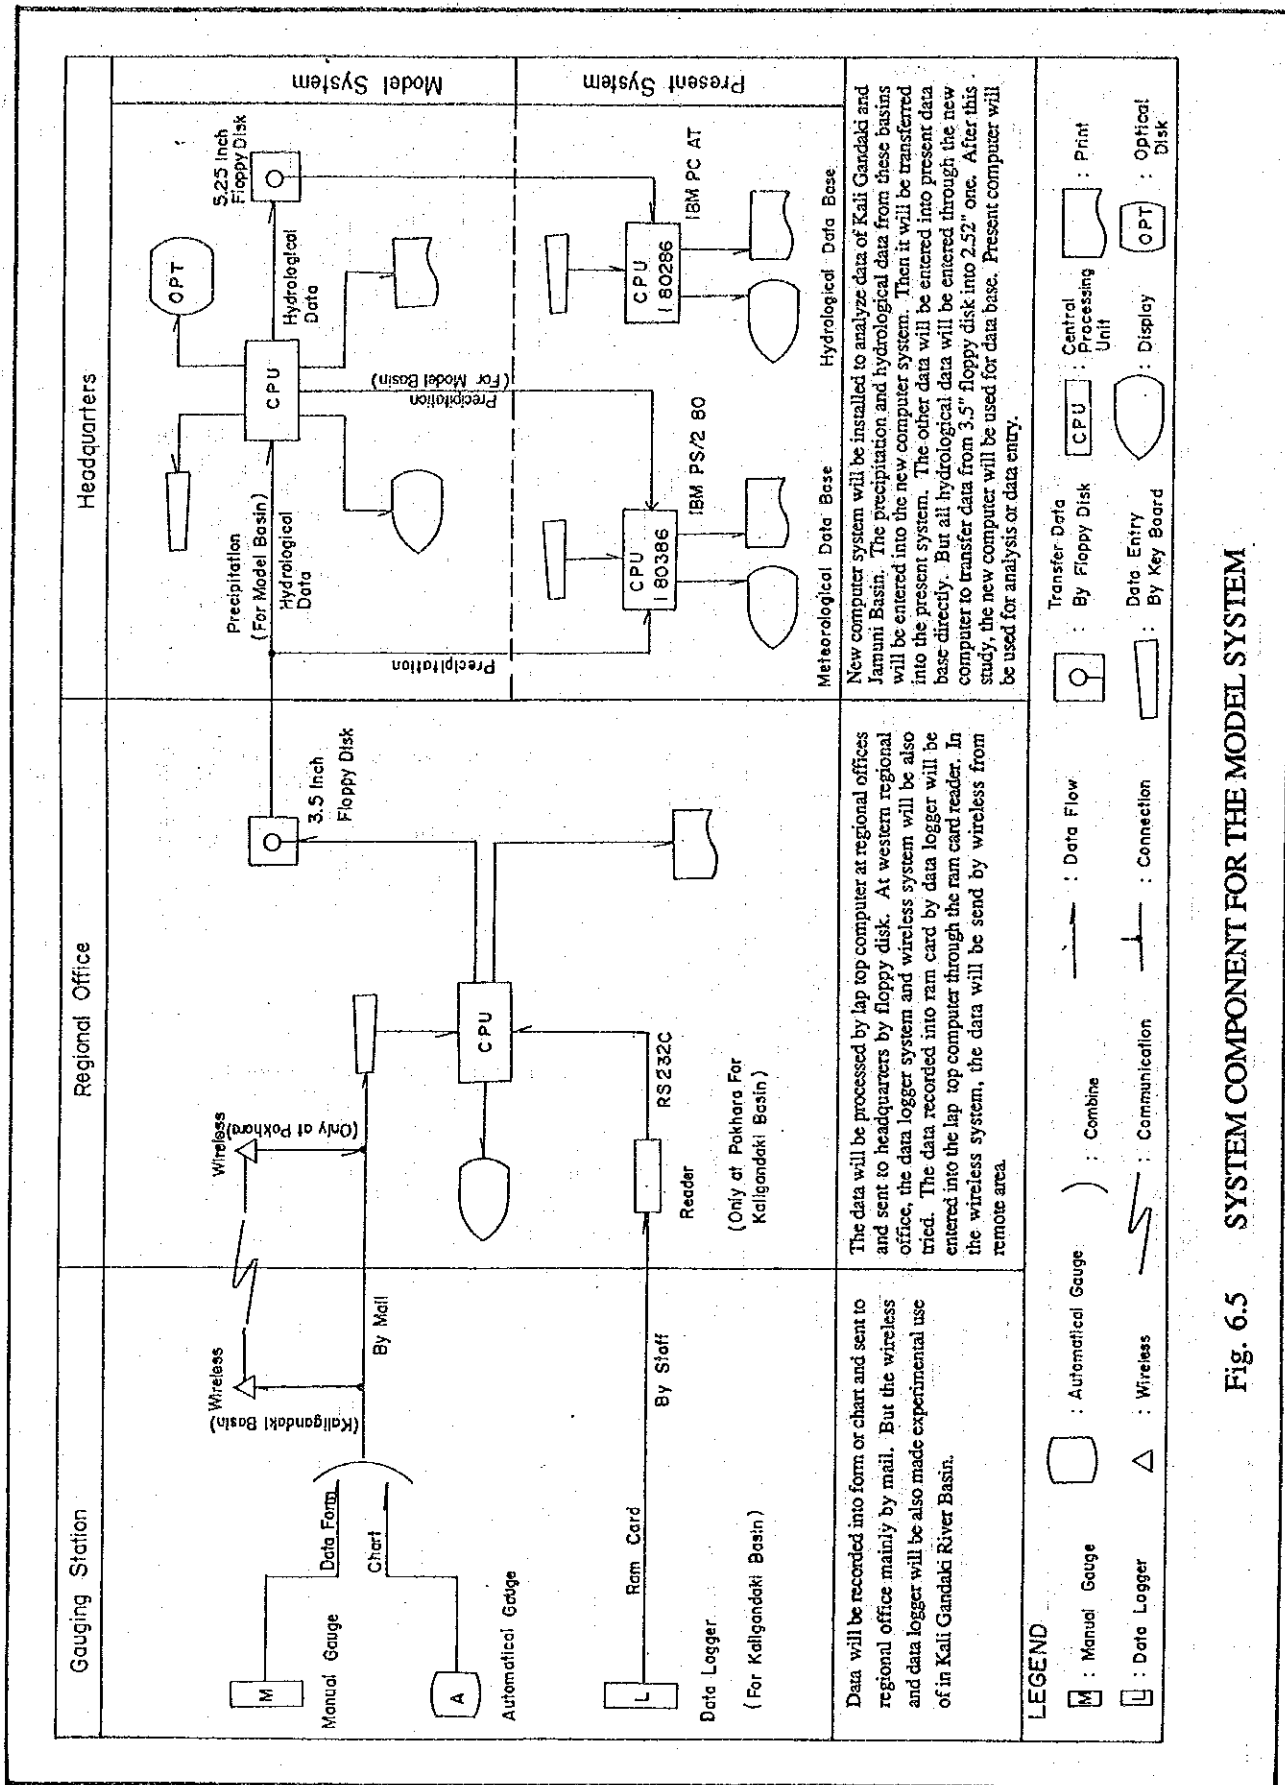 Gauging Station
Regional Office
Headquarters
M
Manual Gauge
Data Form
Chart
A
Automatical Gauge
L
Data Logger
(For Kaligandaki Basin)
Ram Card
Wireless
(Kaligandaki Basin)
By Mail
By Staff
Wireless
(Only at Pokhara)
CPU
Reader
RS232C
(Only at Pokhara For
Kaligandaki Basin)
3.5 Inch
Floppy Disk
Precipitation
(For Model Basin)
Hydrological
Data
Precipitation
CPU
OPT
Hydrological
Data
5.25 Inch
Floppy Disk
Precipitation
(For Model Basin)
Model System
Present System
CPU
I 80386
IBM PS/2 80
Meteorological Data Base
CPU
I 80286
IBM PC AT
Hydrological Data Base
Data will be recorded into form or chart and sent to
regional office mainly by mail. But the wireless
and data logger will be also made experimental use
of in Kali Gandaki River Basin.
The data will be processed by lap top computer at regional offices
and sent to headquarters by floppy disk. At western regional
office, the data logger system and wireless system will be also
tried. The data recorded into ram card by data logger will be
entered into the lap top computer through the ram card reader. In
the wireless system, the data will be send by wireless from
remote area.
New computer system will be installed to analyze data of Kali Gandaki and
Jamuni Basin. The precipitation and hydrological data from these basins
will be entered into the new computer system. Then it will be transferred
into the present system. The other data will be entered into present data
base directly. But all hydrological data will be entered through the new
computer to transfer data from 3.5" floppy disk into 2.52" one. After this
study, the new computer will be used for data base. Present computer will
be used for analysis or data entry.
LEGEND
M : Manual Gauge
: Automatical Gauge
: Combine
: Data Flow
: Transfer Data
By Floppy Disk
CPU : Central
Processing
Unit
: Print
L : Data Logger
: Wireless
: Communication
: Connection
: Data Entry
By Key Board
: Display
OPT : Optical
Disk
Fig. 6.5 SYSTEM COMPONENT FOR THE MODEL SYSTEM